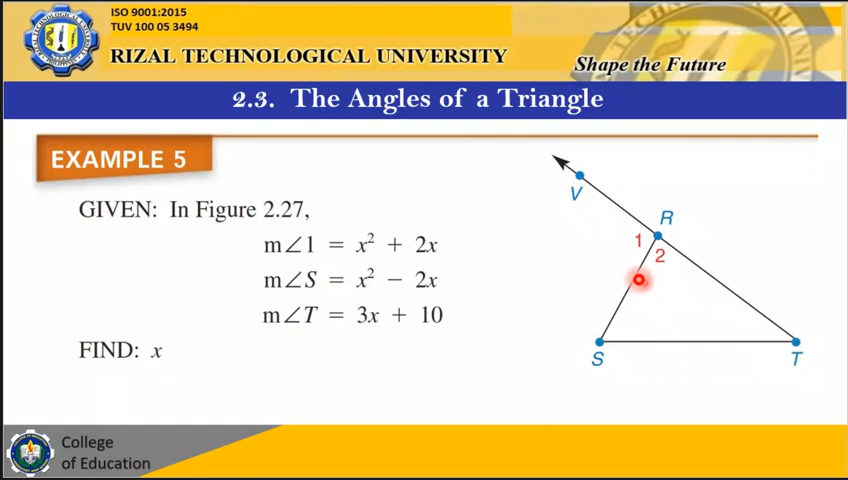 ISO 9001:2015
TUV 100 05 3494
RIZAL TECHNOLOGICAL UNIVERSITY
Shape the Future
2.3. The Angles of a Triangle
EXAMPLE 5
GIVEN: In Figure 2.27,
m∠1 = x² + 2x
m∠S = x² − 2x
m∠T = 3x + 10
FIND: x
V
R
1
2
S
T
College
of Education